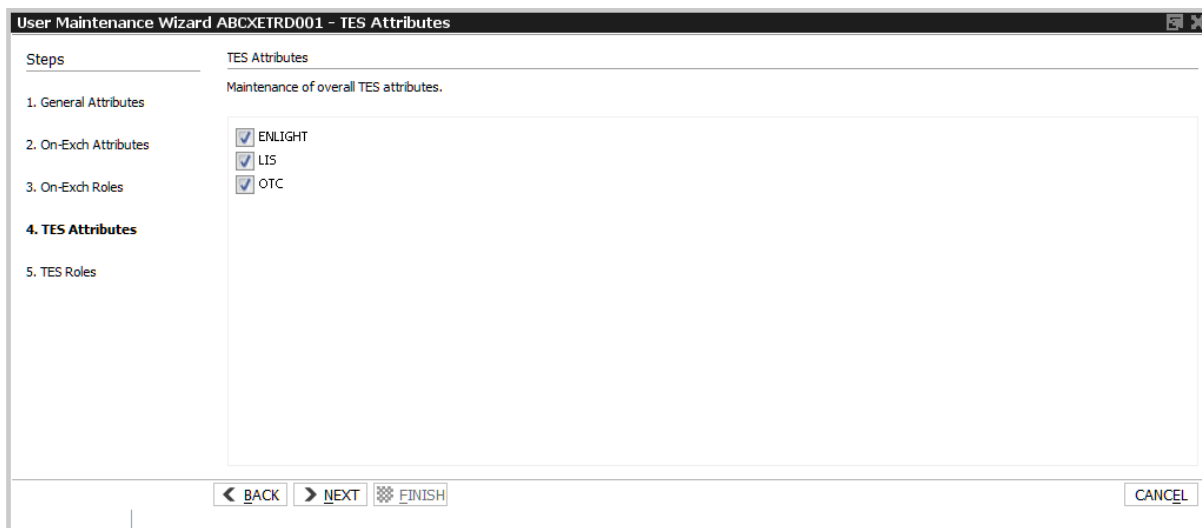 User Maintenance Wizard ABCXETRD001 - TES Attributes
Steps
1. General Attributes
2. On-Exch Attributes
3. On-Exch Roles
4. TES Attributes
5. TES Roles
TES Attributes
Maintenance of overall TES attributes.
ENLIGHT
LIS
OTC
BACK NEXT FINISH CANCEL